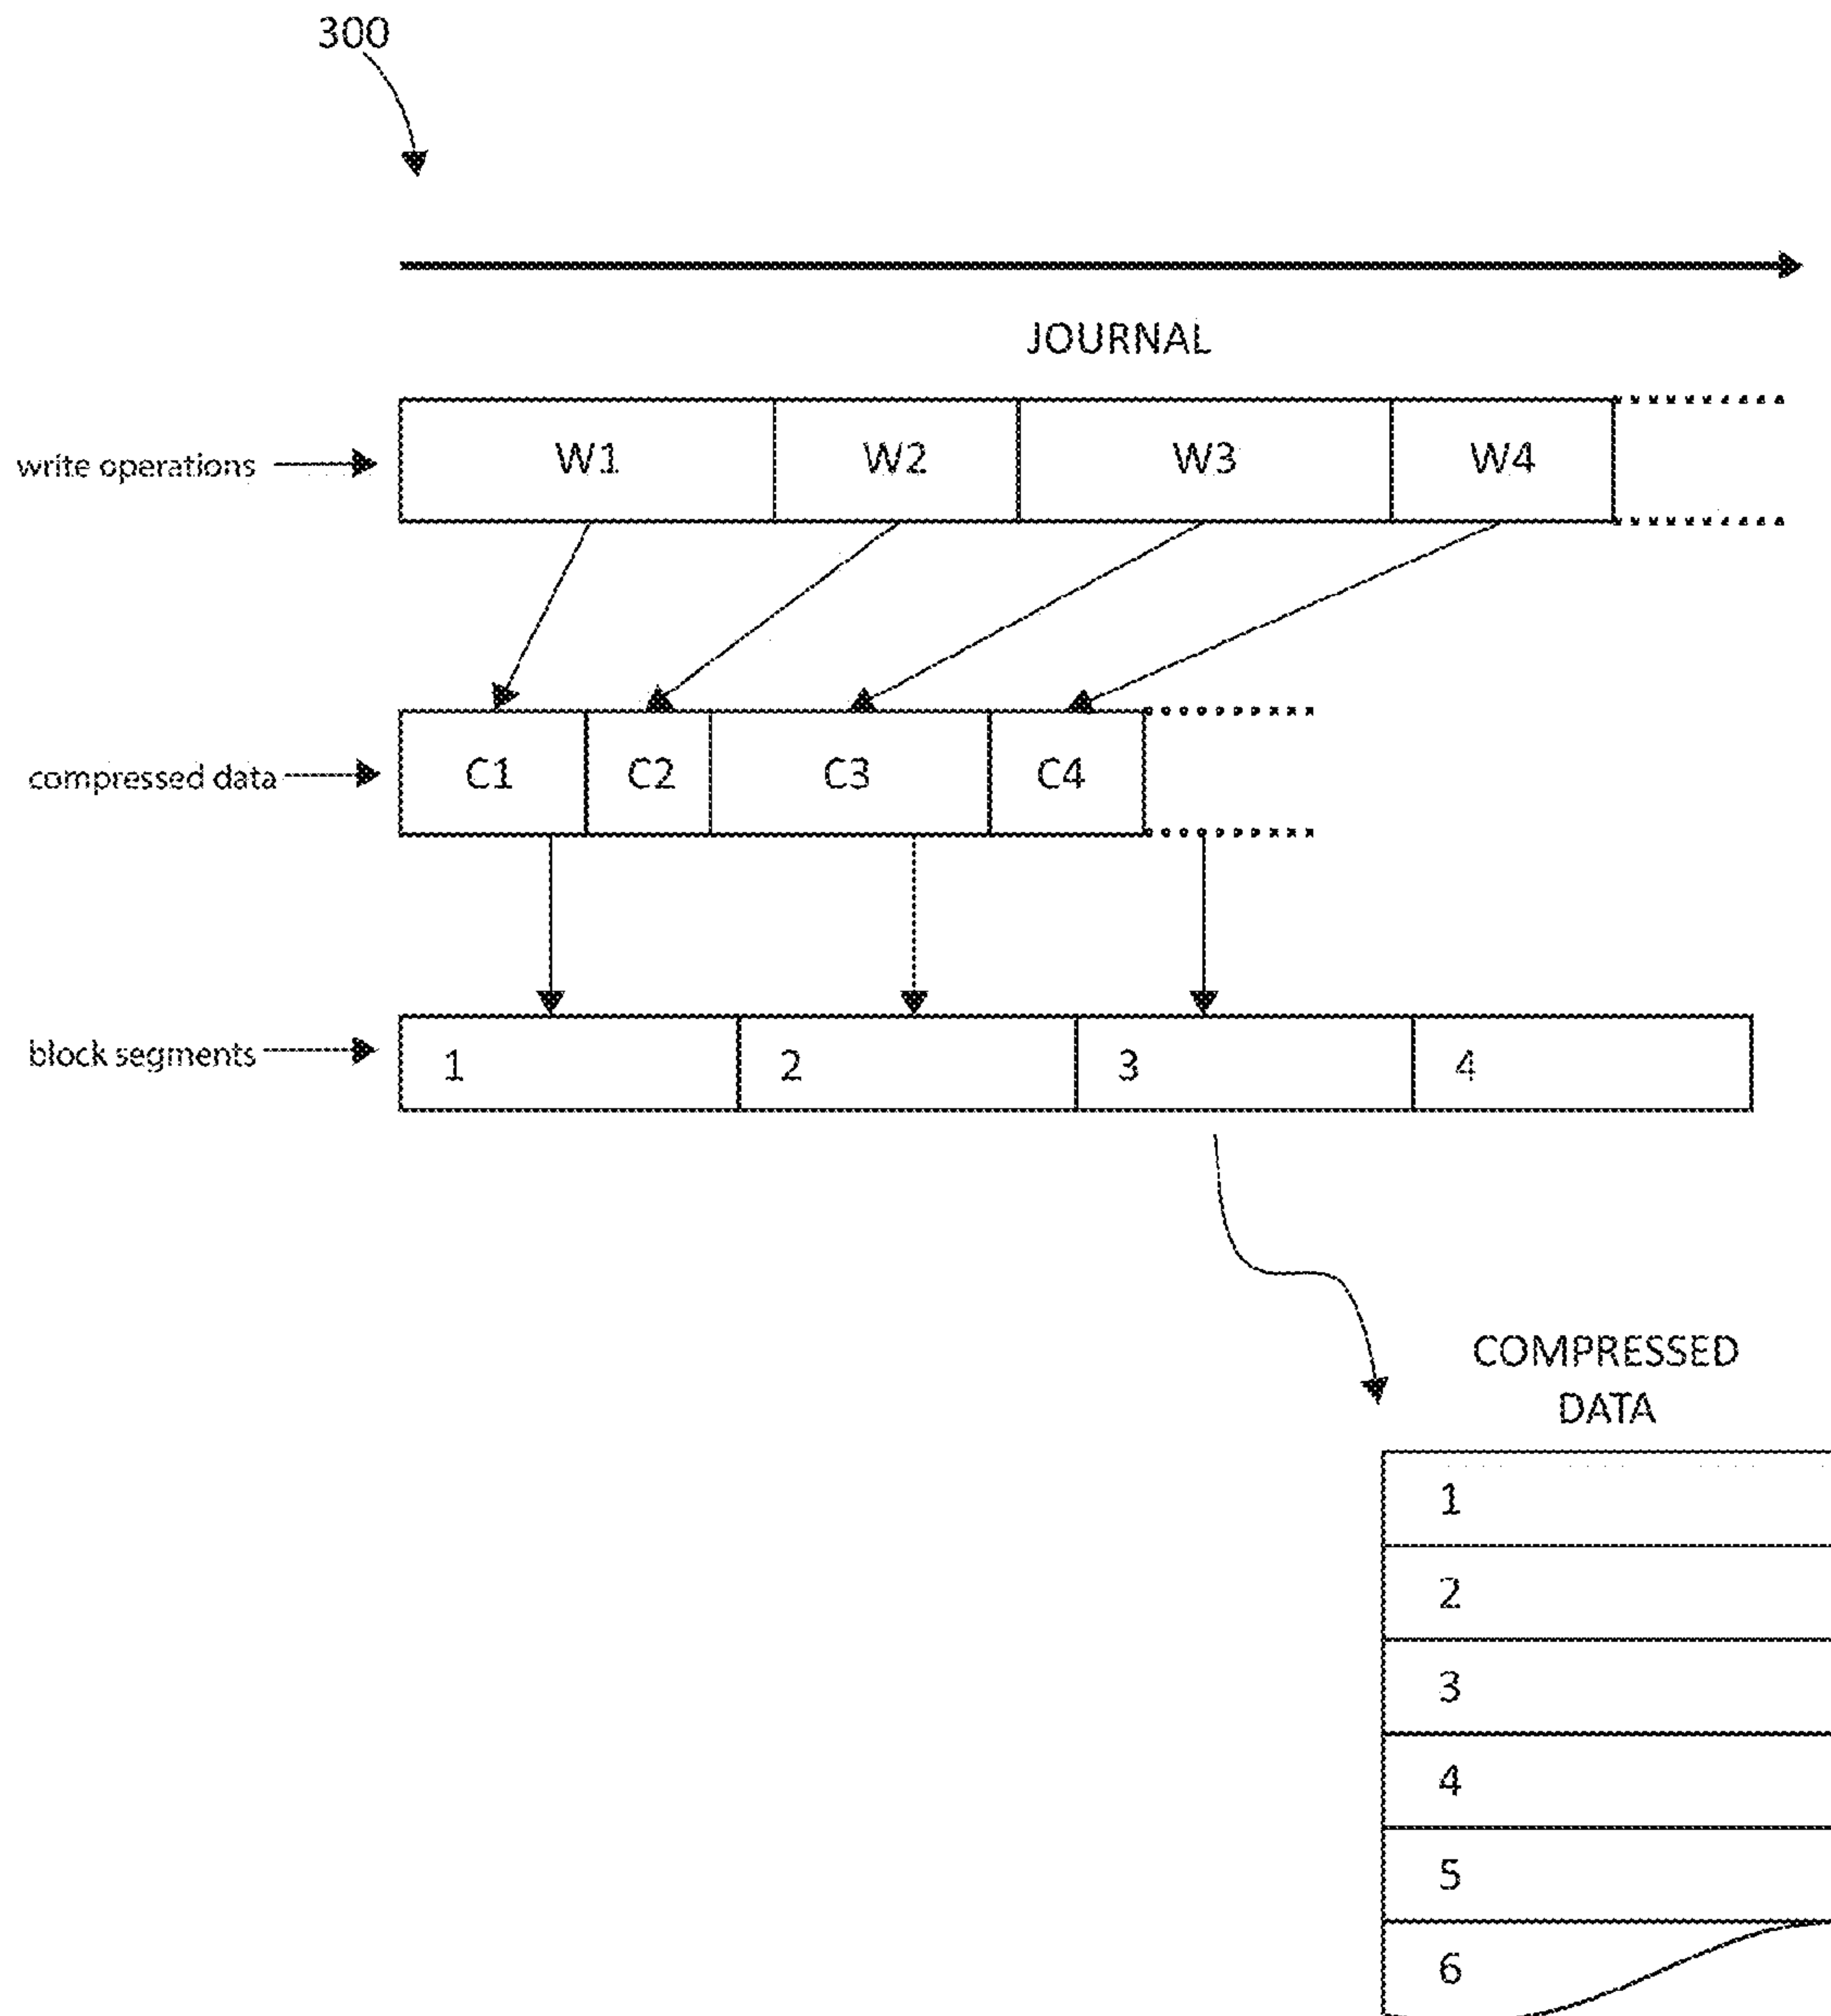 300
JOURNAL
write operations
W1 W2 W3 W4
compressed data
C1 C2 C3 C4
block segments
1 2 3 4
COMPRESSED
DATA
1
2
3
4
5
6